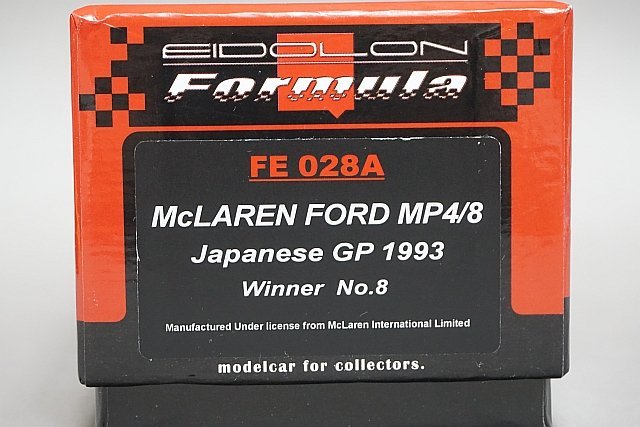 EIDOLON
Formula
FE 028A
McLAREN FORD MP4/8
Japanese GP 1993
Winner No.8
Manufactured Under license from McLaren International Limited
modelcar for collectors.